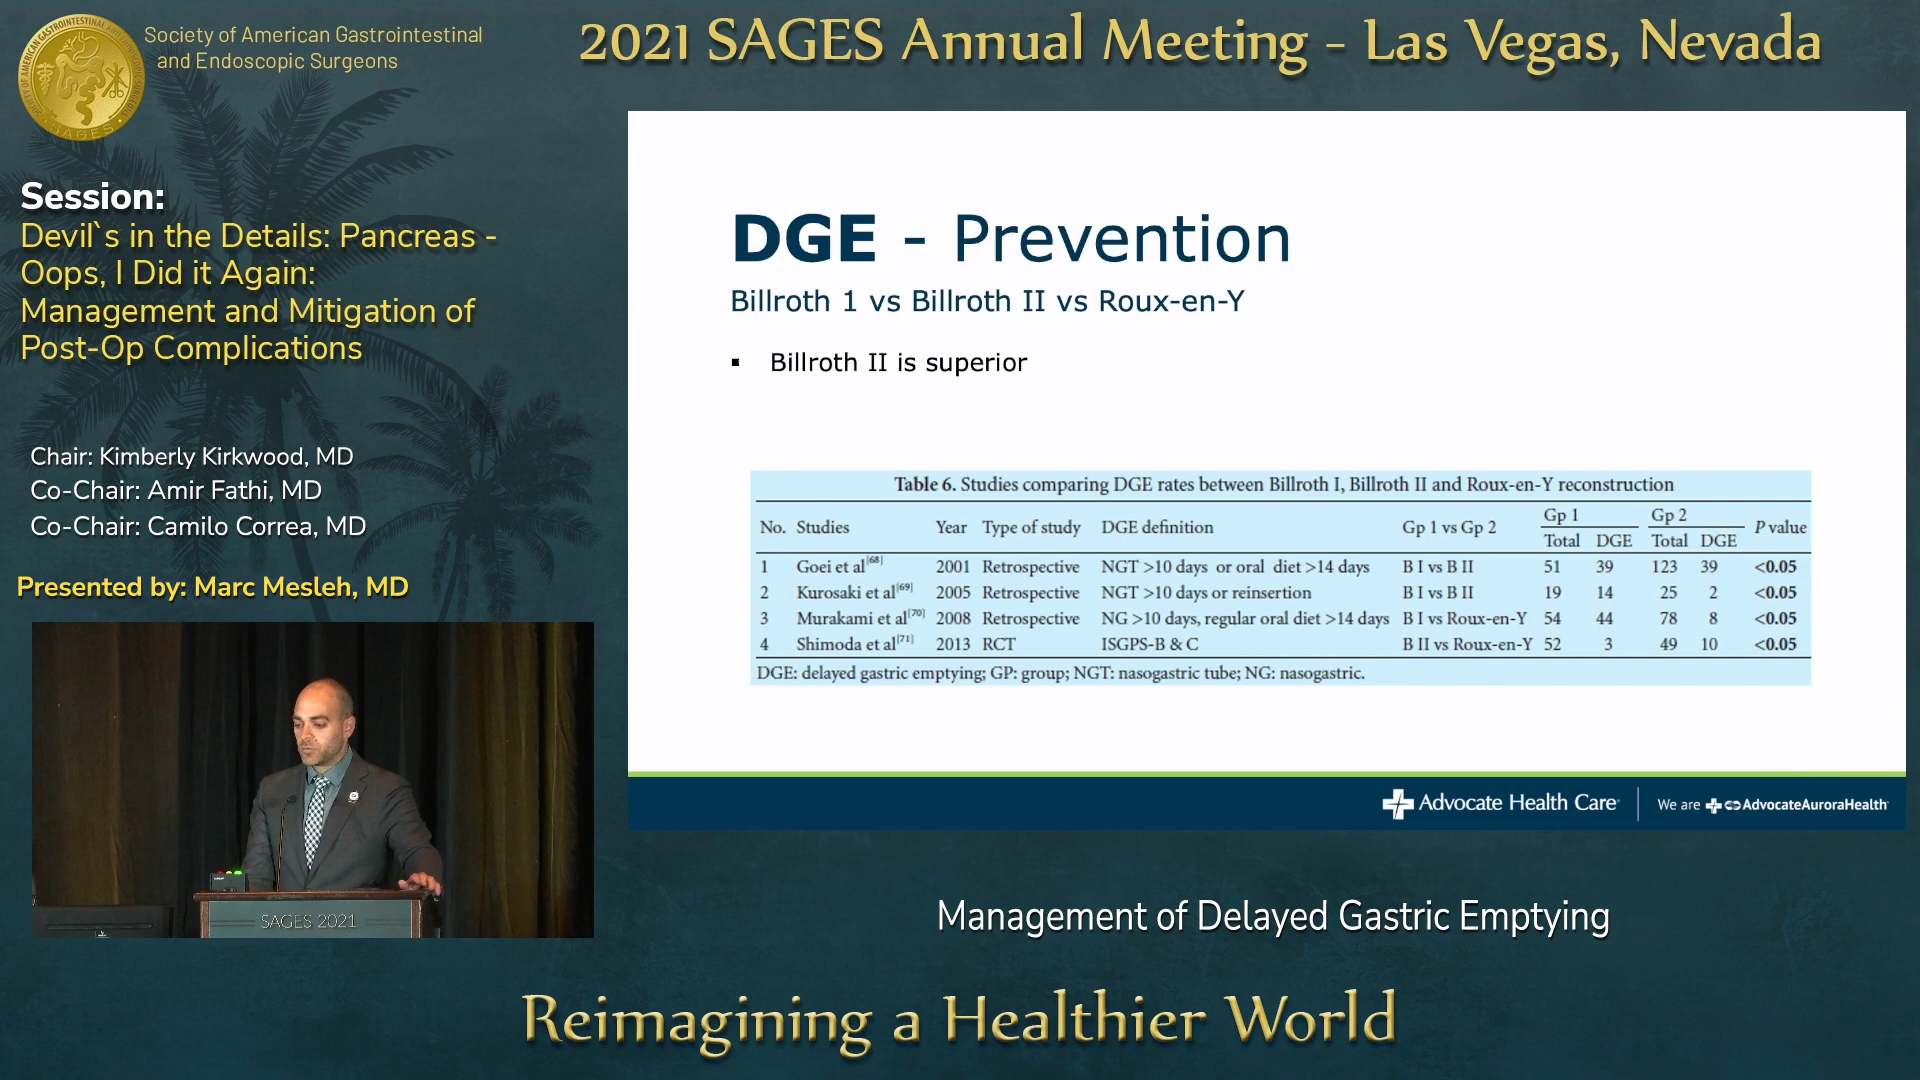 Society of American Gastrointestinal
and Endoscopic Surgeons
2021 SAGES Annual Meeting - Las Vegas, Nevada
Session:
Devil`s in the Details: Pancreas -
Oops, I Did it Again:
Management and Mitigation of
Post-Op Complications
Chair: Kimberly Kirkwood, MD
Co-Chair: Amir Fathi, MD
Co-Chair: Camilo Correa, MD
Presented by: Marc Mesleh, MD
SAGES 2021
DGE - Prevention
Billroth 1 vs Billroth II vs Roux-en-Y
▪ Billroth II is superior
Table 6. Studies comparing DGE rates between Billroth I, Billroth II and Roux-en-Y reconstruction
No. Studies Year Type of study DGE definition Gp 1 vs Gp 2 Gp 1 Gp 2 P value
Total DGE Total DGE
1 Goei et al[68] 2001 Retrospective NGT >10 days or oral diet >14 days B I vs B II 51 39 123 39 <0.05
2 Kurosaki et al[69] 2005 Retrospective NGT >10 days or reinsertion B I vs B II 19 14 25 2 <0.05
3 Murakami et al[70] 2008 Retrospective NG >10 days, regular oral diet >14 days B I vs Roux-en-Y 54 44 78 8 <0.05
4 Shimoda et al[71] 2013 RCT ISGPS-B & C B II vs Roux-en-Y 52 3 49 10 <0.05
DGE: delayed gastric emptying; GP: group; NGT: nasogastric tube; NG: nasogastric.
Advocate Health Care
We are AdvocateAuroraHealth
Management of Delayed Gastric Emptying
Reimagining a Healthier World